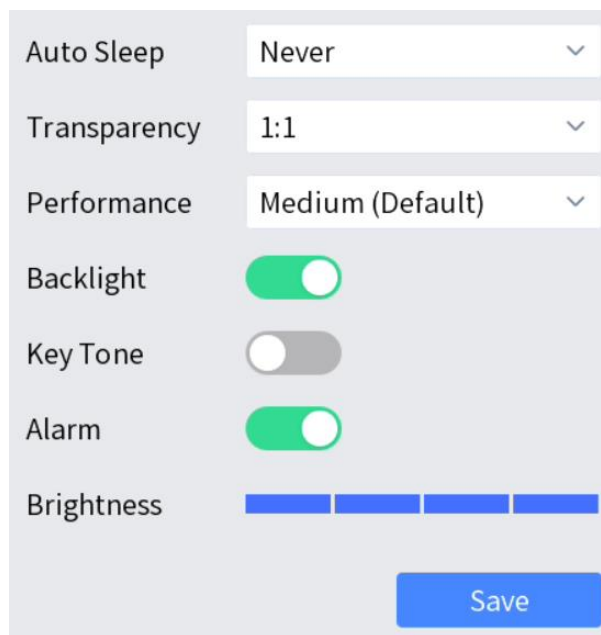 Auto Sleep Never
Transparency 1:1
Performance Medium (Default)
Backlight
Key Tone
Alarm
Brightness
Save